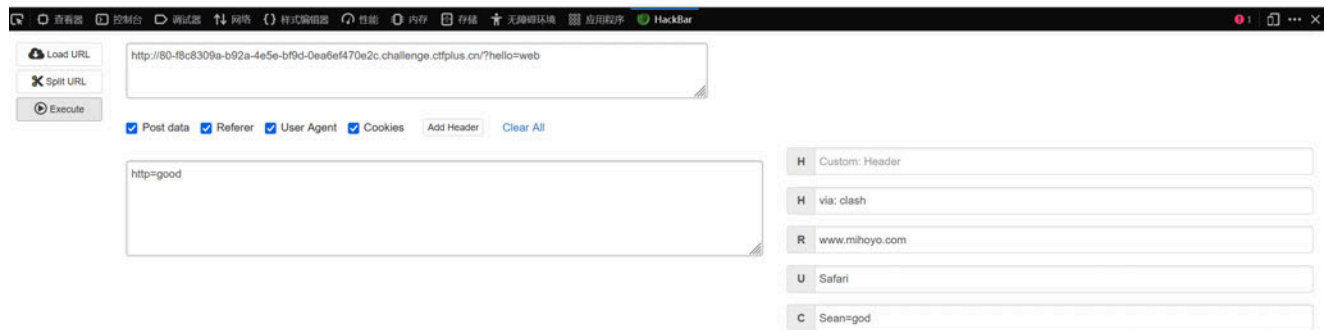 查看器 控制台 调试器 网络 样式编辑器 性能 内存 存储 无障碍环境 应用程序 HackBar 1
Load URL
http://80-f8c8309a-b92a-4e5e-bf9d-0ea6ef470e2c.challenge.ctfplus.cn/?hello=web
Split URL
Execute
Post data Referer User Agent Cookies Add Header Clear All
http=good
H Custom: Header
H via: clash
R www.mihoyo.com
U Safari
C Sean=god